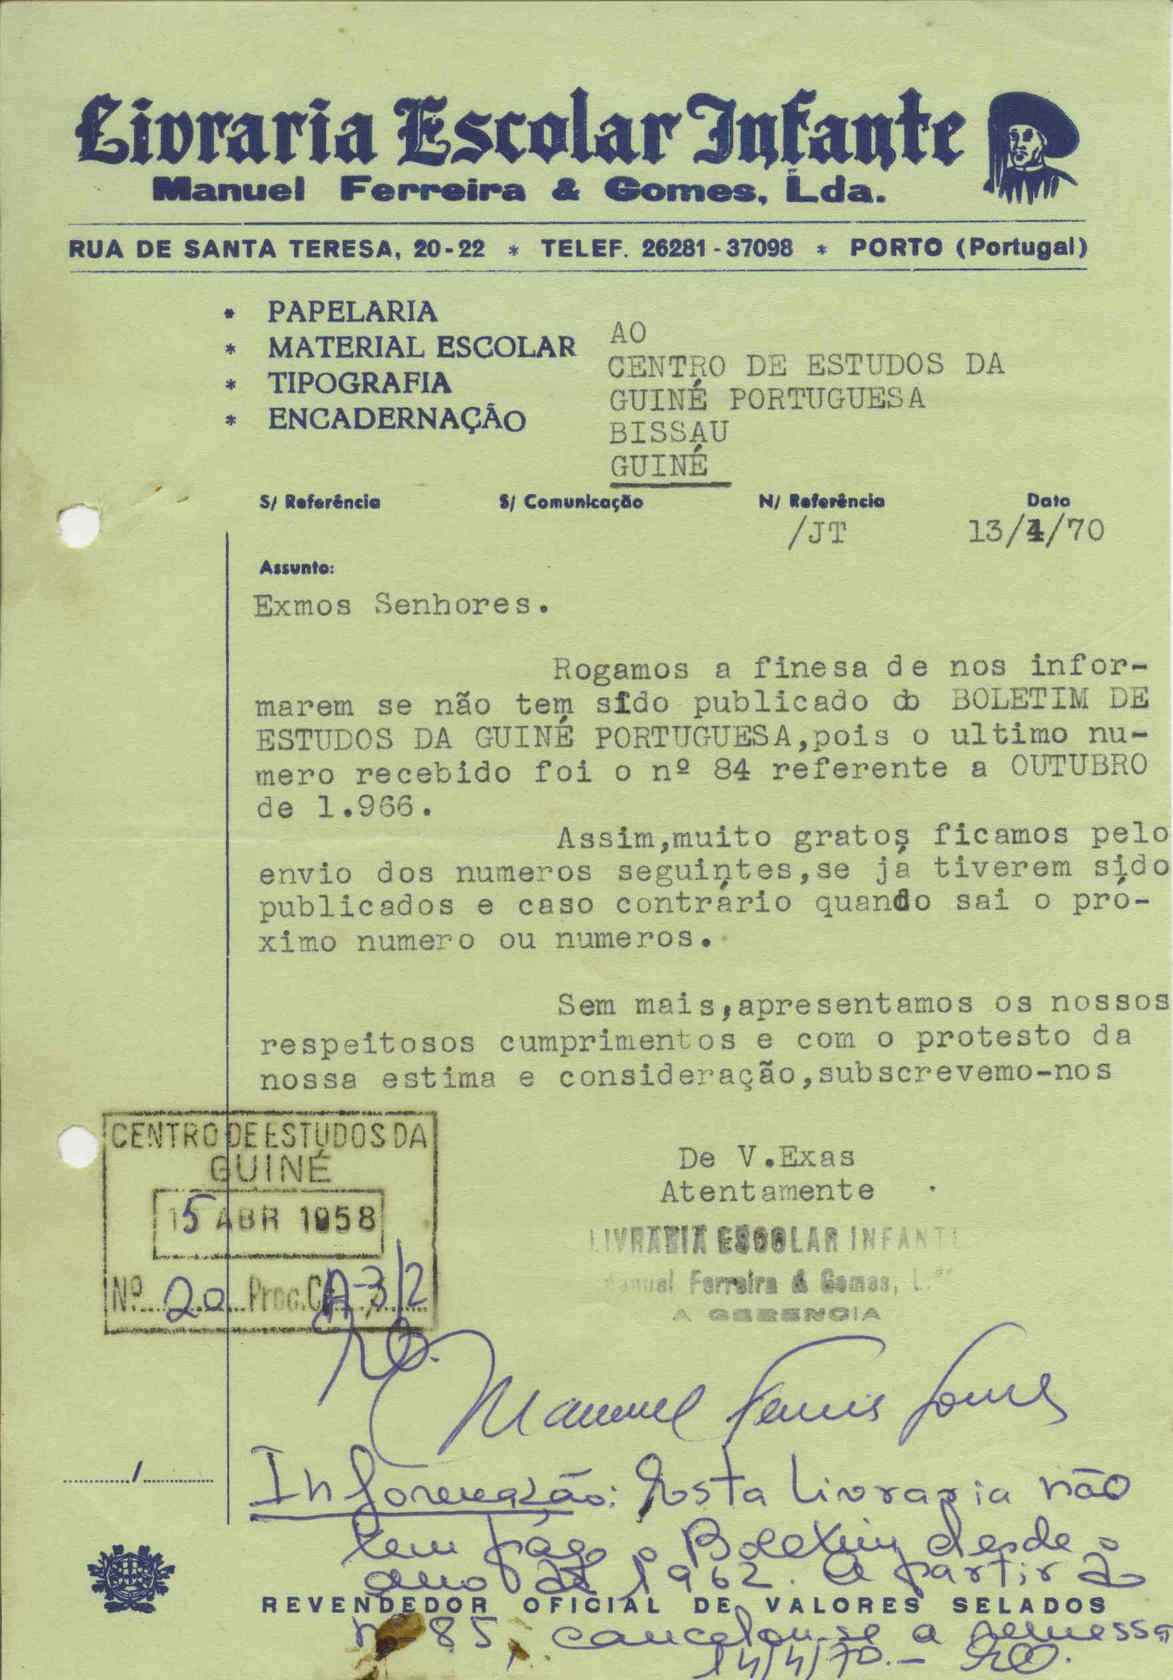 Livraria Escolar Infante
Manuel Ferreira & Gomes, Lda.
RUA DE SANTA TERESA, 20-22 * TELEF. 26281-37098 * PORTO (Portugal)
* PAPELARIA
* MATERIAL ESCOLAR
* TIPOGRAFIA
* ENCADERNAÇÃO
AO
CENTRO DE ESTUDOS DA
GUINÉ PORTUGUESA
BISSAU
GUINÉ
S/ Referência S/ Comunicação N/ Referência Data
/JT 13/4/70
Assunto:
Exmos Senhores.
Rogamos a finesa de nos infor-
marem se não tem sido publicado o BOLETIM DE
ESTUDOS DA GUINÉ PORTUGUESA,pois o ultimo nu-
mero recebido foi o nº 84 referente a OUTUBRO
de 1.966.
Assim,muito gratos ficamos pelo
envio dos numeros seguintes,se já tiverem sido
publicados e caso contrário quando sai o pró-
ximo numero ou numeros.
Sem mais,apresentamos os nossos
respeitosos cumprimentos e com o protesto da
nossa estima e consideração,subscrevemo-nos
De V.Exas
Atentamente
LIVRARIA ESCOLAR INFANTE
Manuel Ferreira & Gomes, L.da
A GERENCIA
CENTRO DE ESTUDOS DA
GUINÉ
15 ABR 1958
Nº 20 Proc. A-3/2
Manuel
Informação: Esta Livraria não
tem pago o Boletim desde o
ano de 1962. A partir do
REVENDEDOR OFICIAL DE VALORES SELADOS
nº 85, cancelou-se a remessa
14/4/70.-